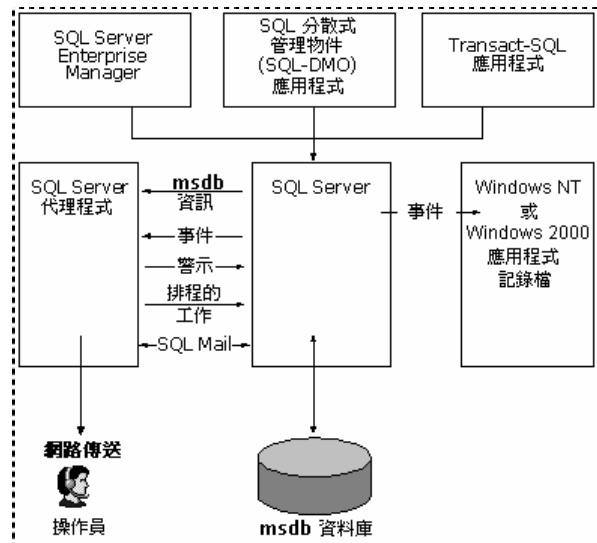 SQL Server
Enterprise
Manager
SQL 分散式
管理物件
(SQL-DMO)
應用程式
Transact-SQL
應用程式
SQL Server
代理程式
msdb
資訊
事件
警示
排程的
工作
SQL Mail
SQL Server
事件
Windows NT
或
Windows 2000
應用程式
記錄檔
網路傳送
操作員
msdb 資料庫